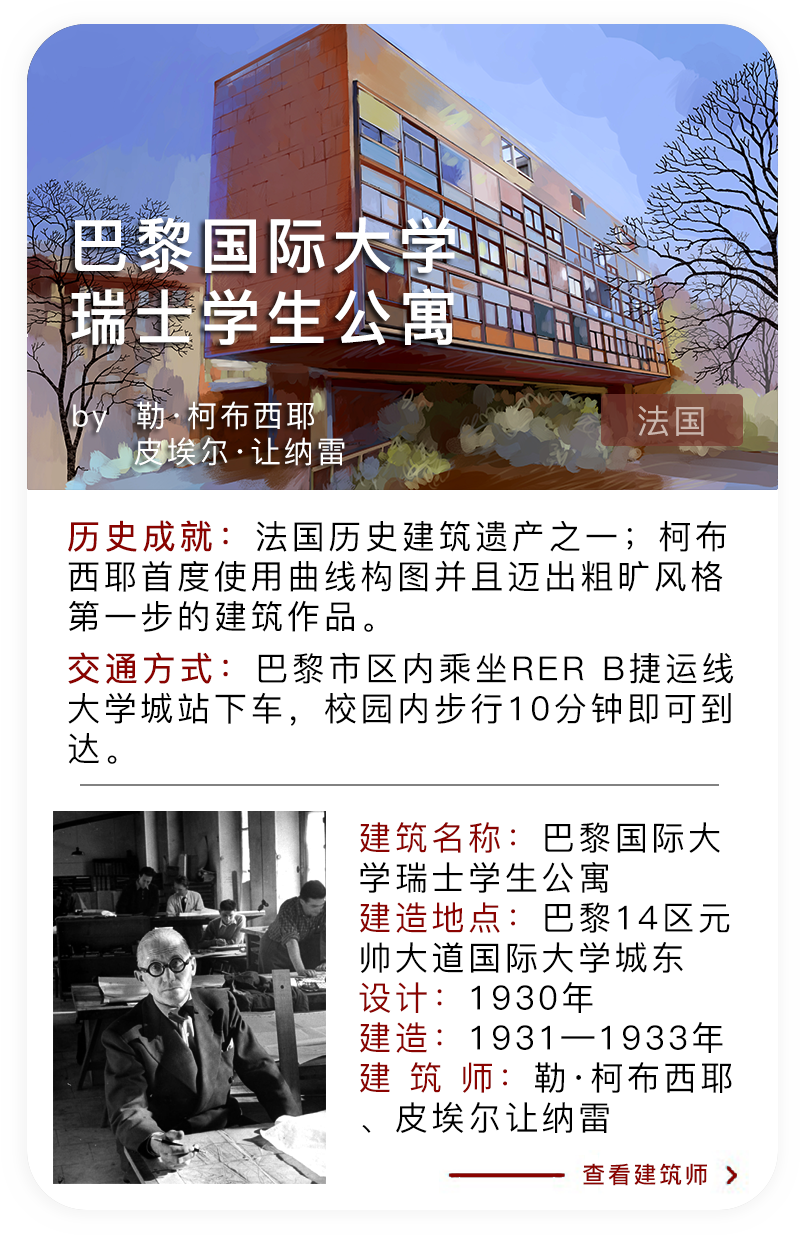 巴黎国际大学
瑞士学生公寓
by 勒·柯布西耶
皮埃尔·让纳雷
法国
历史成就：法国历史建筑遗产之一；柯布
西耶首度使用曲线构图并且迈出粗旷风格
第一步的建筑作品。
交通方式：巴黎市区内乘坐RER B捷运线
大学城站下车，校园内步行10分钟即可到
达。
建筑名称：巴黎国际大
学瑞士学生公寓
建造地点：巴黎14区元
帅大道国际大学城东
设计：1930年
建造：1931—1933年
建 筑 师：勒·柯布西耶
、皮埃尔让纳雷
查看建筑师